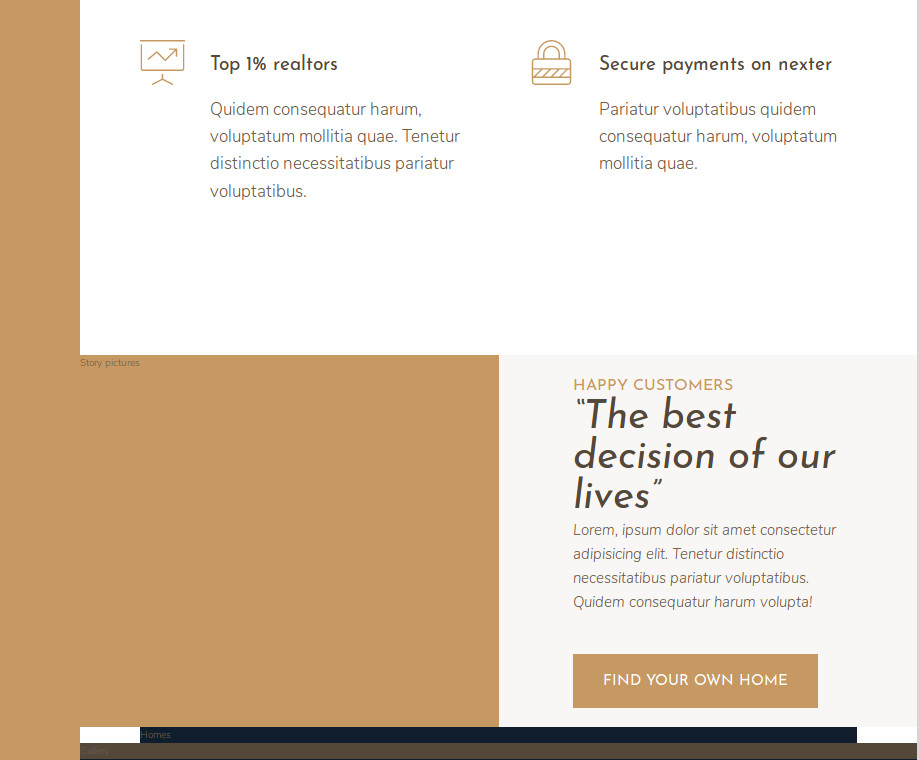 Top 1% realtors
Quidem consequatur harum,
voluptatum mollitia quae. Tenetur
distinctio necessitatibus pariatur
voluptatibus.
Secure payments on nexter
Pariatur voluptatibus quidem
consequatur harum, voluptatum
mollitia quae.
Story pictures
HAPPY CUSTOMERS
“The best
decision of our
lives”
Lorem, ipsum dolor sit amet consectetur
adipisicing elit. Tenetur distinctio
necessitatibus pariatur voluptatibus.
Quidem consequatur harum volupta!
FIND YOUR OWN HOME
Homes
Gallery